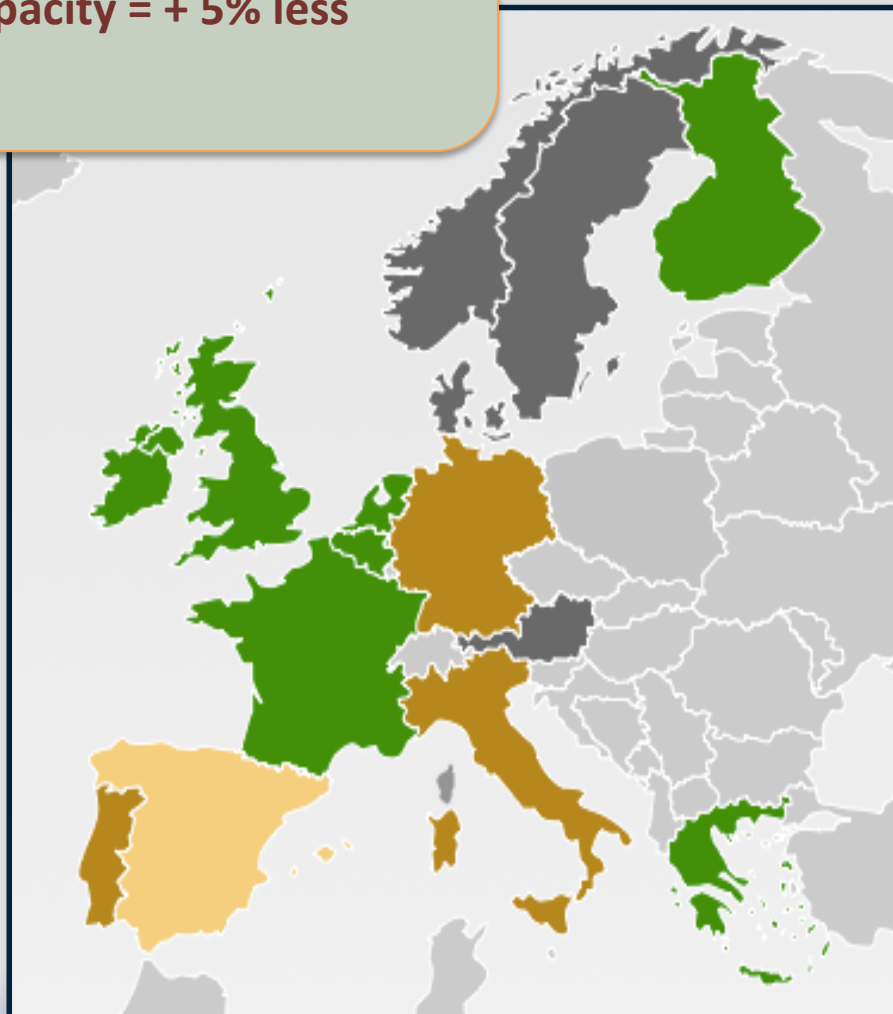 pacity = + 5% less